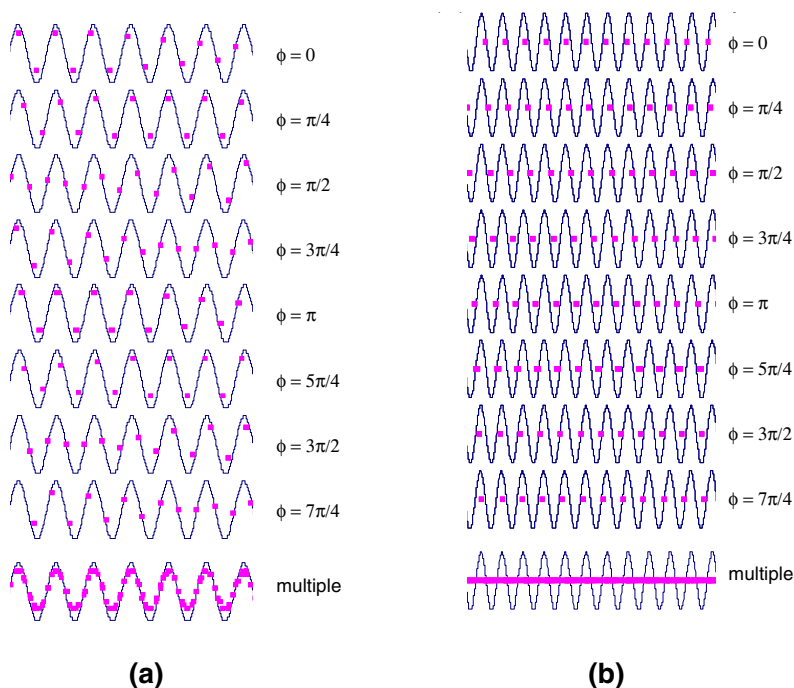 ϕ = 0
ϕ = π/4
ϕ = π/2
ϕ = 3π/4
ϕ = π
ϕ = 5π/4
ϕ = 3π/2
ϕ = 7π/4
multiple
(a)
ϕ = 0
ϕ = π/4
ϕ = π/2
ϕ = 3π/4
ϕ = π
ϕ = 5π/4
ϕ = 3π/2
ϕ = 7π/4
multiple
(b)